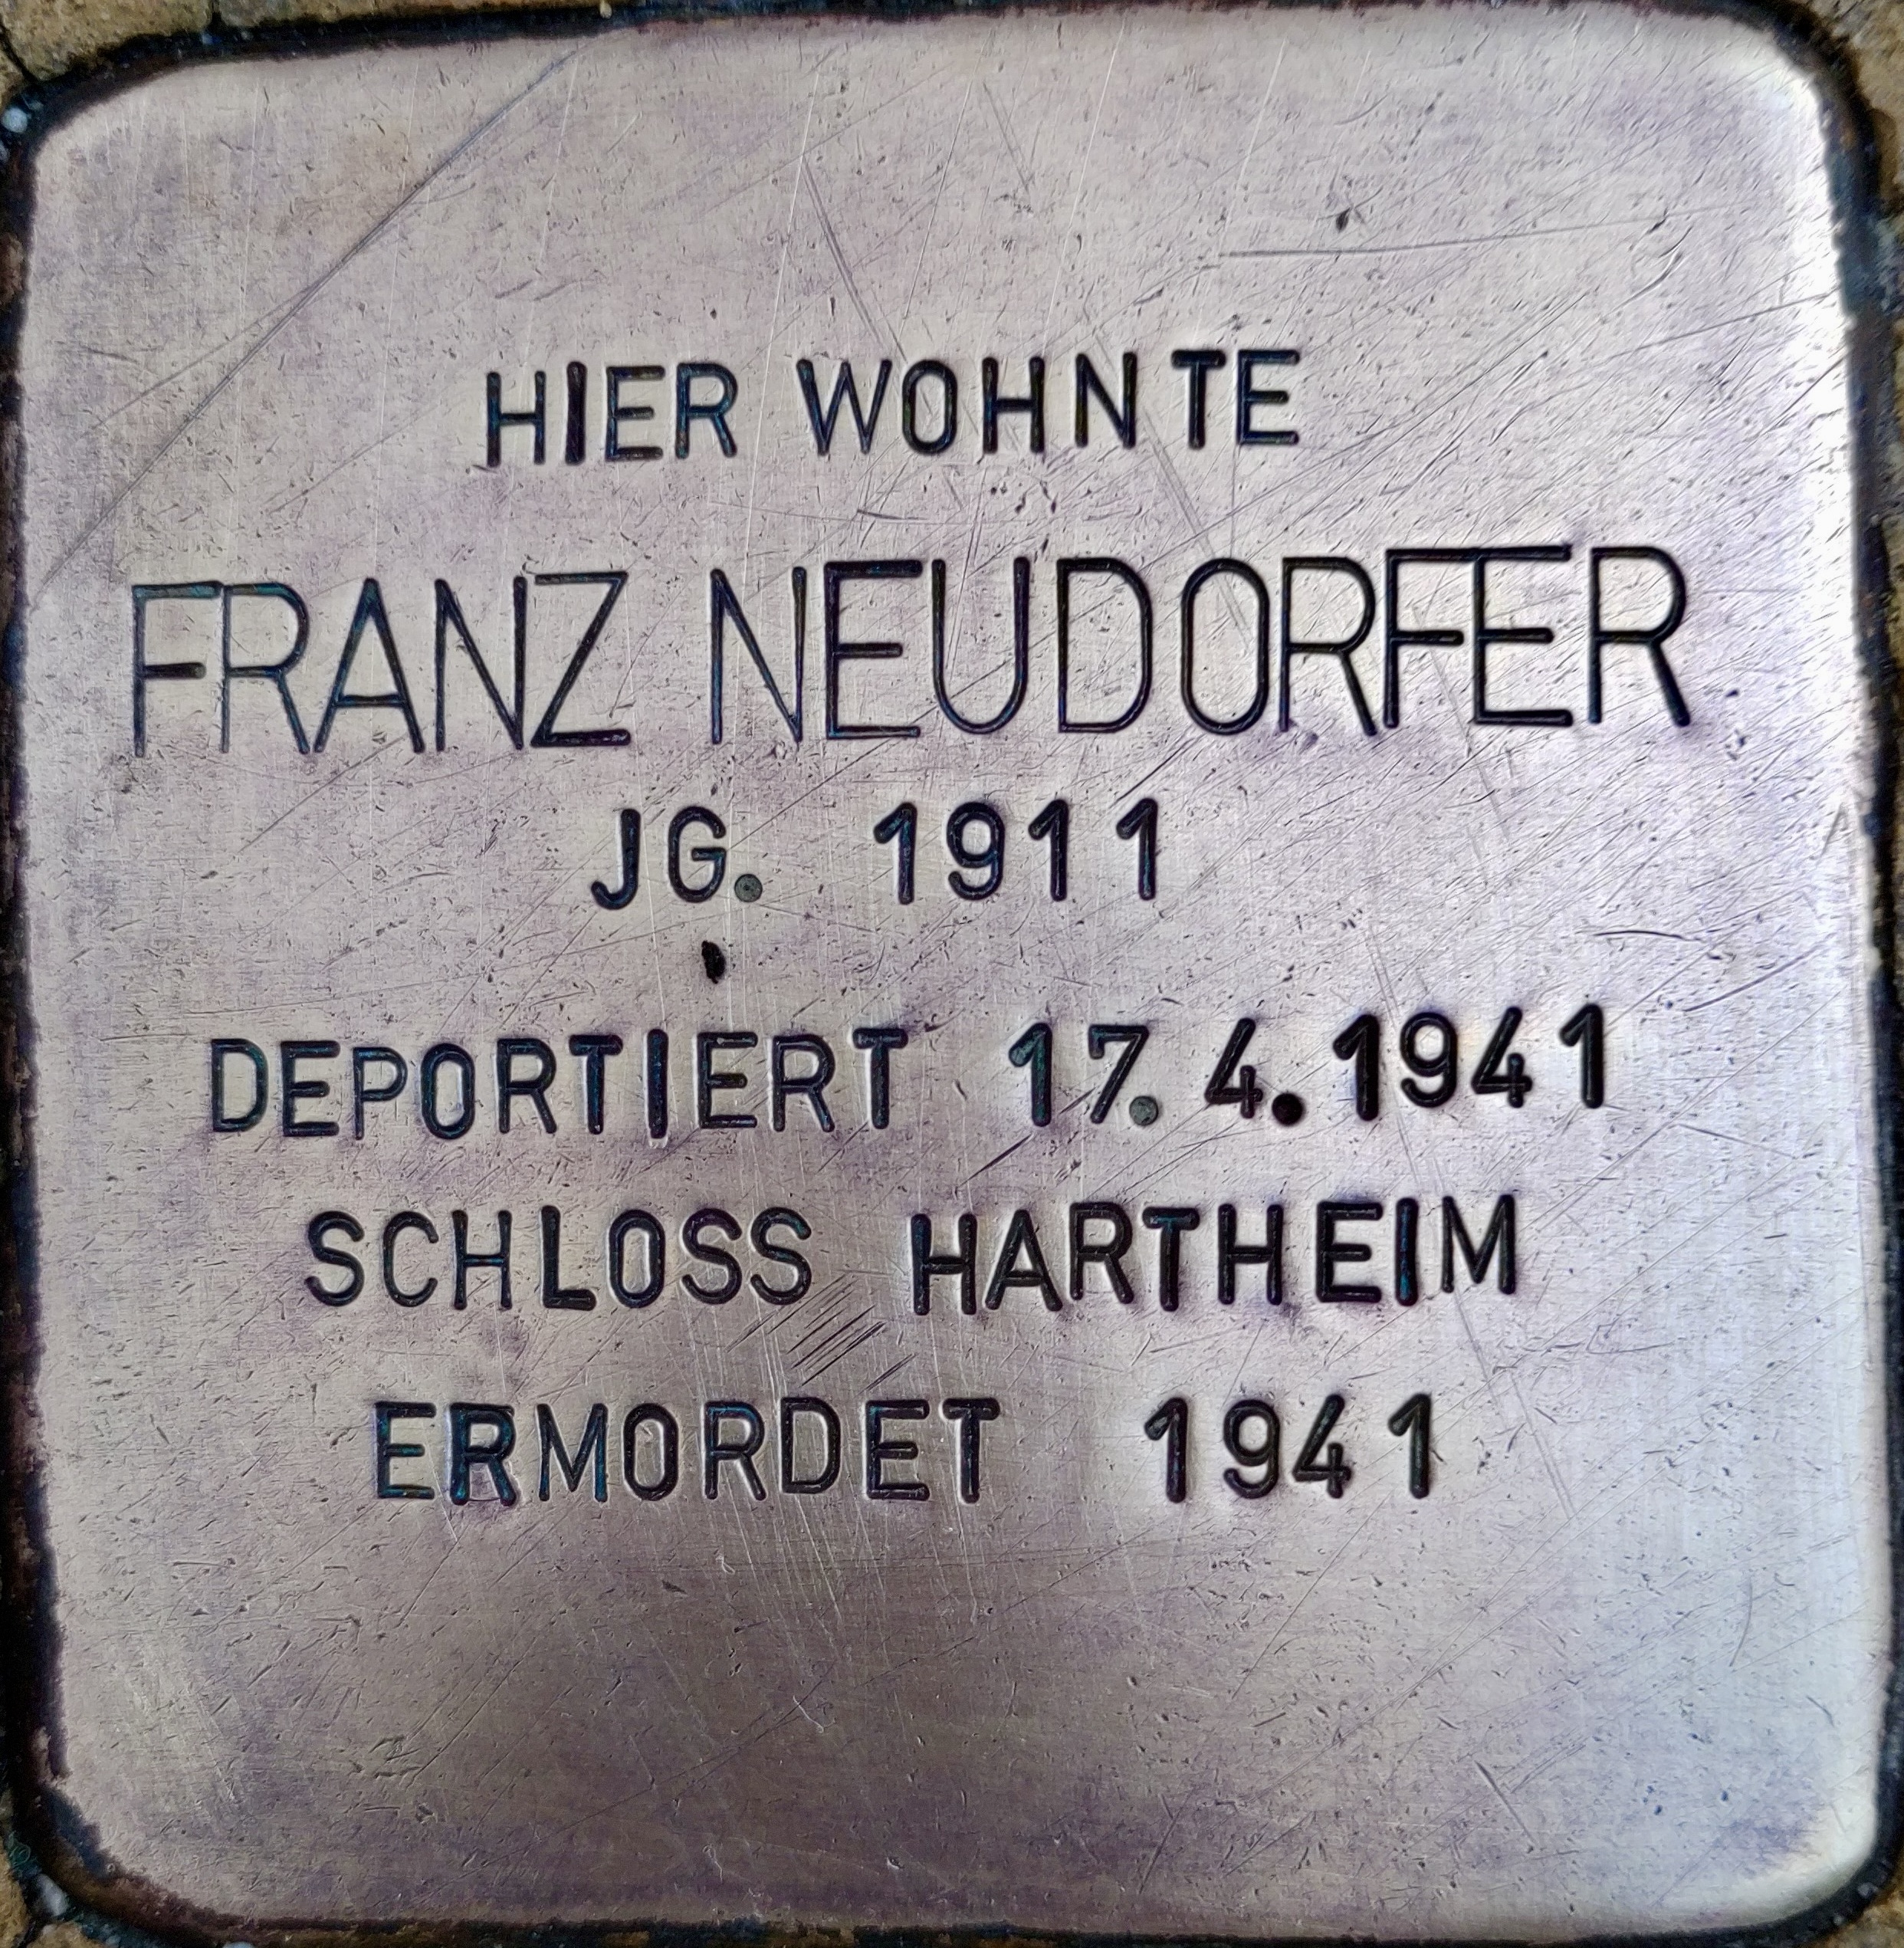 HIER WOHNTE
FRANZ NEUDORFER
JG. 1911
DEPORTIERT 17.4.1941
SCHLOSS HARTHEIM
ERMORDET 1941